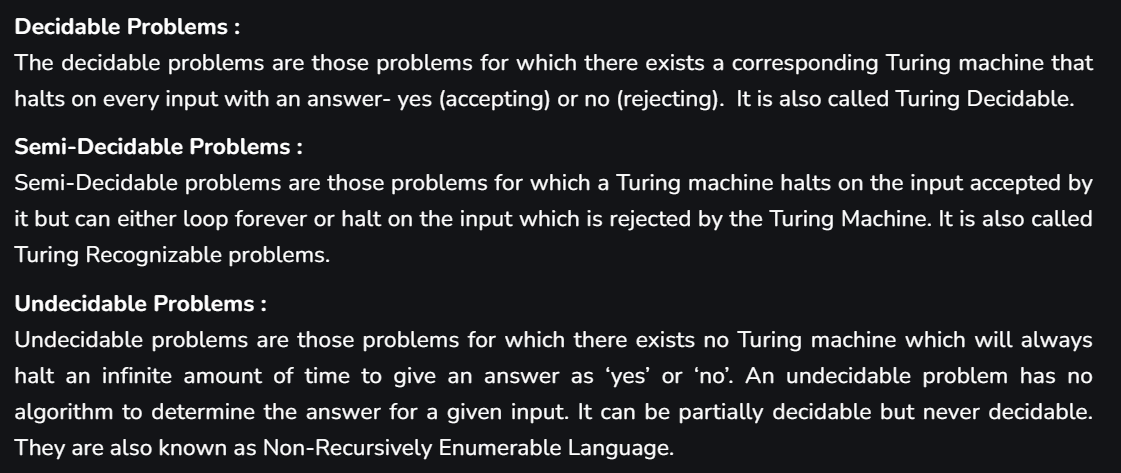 Decidable Problems :
The decidable problems are those problems for which there exists a corresponding Turing machine that
halts on every input with an answer- yes (accepting) or no (rejecting).  It is also called Turing Decidable.
Semi-Decidable Problems :
Semi-Decidable problems are those problems for which a Turing machine halts on the input accepted by
it but can either loop forever or halt on the input which is rejected by the Turing Machine. It is also called
Turing Recognizable problems.
Undecidable Problems :
Undecidable problems are those problems for which there exists no Turing machine which will always
halt an infinite amount of time to give an answer as ‘yes’ or ‘no’. An undecidable problem has no
algorithm to determine the answer for a given input. It can be partially decidable but never decidable.
They are also known as Non-Recursively Enumerable Language.